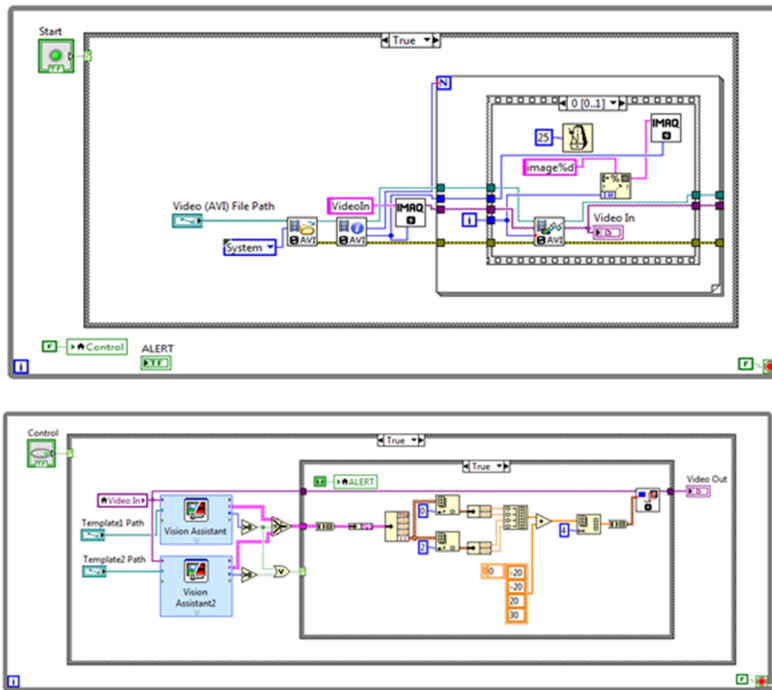 Start
True
N
0 [0..1]
IMAQ
25
image%d
Video (AVI) File Path
VideoIn
IMAQ
Video In
i
AVI
AVI
AVI
System
F
Control
ALERT
TF
i
F
Control
TF
True
True
ALERT
Video Out
Video In
Template1 Path
Vision Assistant
0
4
Template2 Path
2
Vision
Assistant2
V
0
-20
-20
20
30
i
F